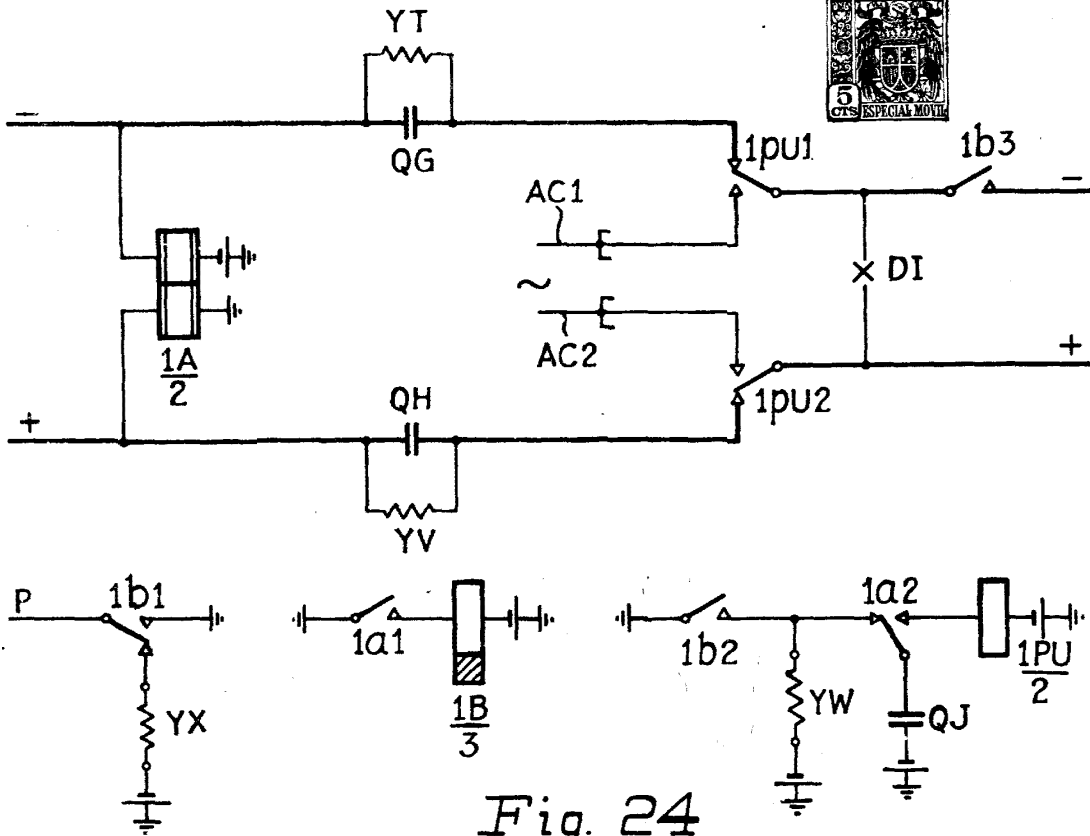 YT
5
CTS
ESPECIAL MOVIL
−
QG
1pU1
1b3
−
AC1
~
DI
AC2
1A
2
+
QH
1pU2
+
YV
P
1b1
1a1
1B
3
1b2
1a2
1PU
2
YX
YW
QJ
Fig. 24